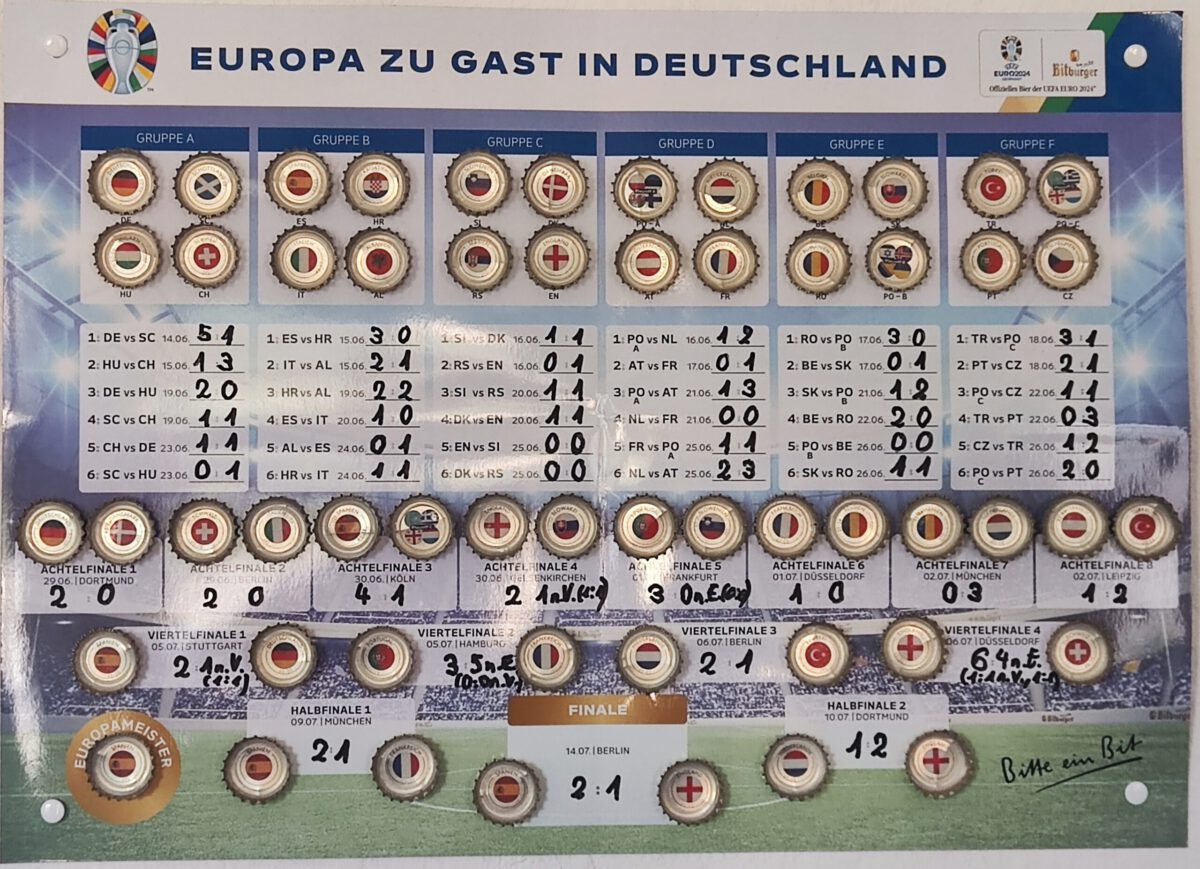 EUROPA ZU GAST IN DEUTSCHLAND
UEFA
EURO2024
GERMANY
Bitburger
Offizielles Bier der UEFA EURO 2024™
GRUPPE A
GRUPPE B
GRUPPE C
GRUPPE D
GRUPPE E
GRUPPE F
DE
ES
HR
SI
TR
HU
CH
IT
AL
RS
EN
AT
FR
RO
PO-B
PT
CZ
1: DE vs SC 14.06. 5:1
2: HU vs CH 15.06. 1 3
3: DE vs HU 19.06. 2 0
4: SC vs CH 19.06. 1:1
5: CH vs DE 23.06. 1:1
6: SC vs HU 23.06. 0:1
1: ES vs HR 15.06. 3:0
2: IT vs AL 15.06. 2:1
3: HR vs AL 19.06. 2:2
4: ES vs IT 20.06. 1:0
5: AL vs ES 24.06. 0:1
6: HR vs IT 24.06. 1:1
1: SI vs DK 16.06. 1:1
2: RS vs EN 16.06. 0:1
3: SI vs RS 20.06. 1:1
4: DK vs EN 20.06. 1:1
5: EN vs SI 25.06. 0:0
6: DK vs RS 25.06. 0:0
1: PO A vs NL 16.06. 1:2
2: AT vs FR 17.06. 0:1
3: PO A vs AT 21.06. 1:3
4: NL vs FR 21.06. 0:0
5: FR vs PO A 25.06. 1:1
6: NL vs AT 25.06. 2:3
1: RO vs PO B 17.06. 3:0
2: BE vs SK 17.06. 0:1
3: SK vs PO B 21.06. 1:2
4: BE vs RO 22.06. 2:0
5: PO B vs BE 26.06. 0:0
6: SK vs RO 26.06. 1:1
1: TR vs PO C 18.06. 3:1
2: PT vs CZ 18.06. 2:1
3: PO C vs CZ 22.06. 1:1
4: TR vs PT 22.06. 0:3
5: CZ vs TR 26.06. 1:2
6: PO C vs PT 26.06. 2:0
ACHTELFINALE 1
29.06. | DORTMUND
2 : 0
ACHTELFINALE 2
29.06. | BERLIN
2 0
ACHTELFINALE 3
30.06. | KÖLN
4 : 1
ACHTELFINALE 4
30.06. | GELSENKIRCHEN
2 1 n.V. (1:1)
ACHTELFINALE 5
01.07. | FRANKFURT
3 : 0 n.E.
ACHTELFINALE 6
01.07. | DÜSSELDORF
1 : 0
ACHTELFINALE 7
02.07. | MÜNCHEN
0 : 3
ACHTELFINALE 8
02.07. | LEIPZIG
1 : 2
VIERTELFINALE 1
05.07. | STUTTGART
2 1 n.V.
(1:1)
VIERTELFINALE 2
05.07. | HAMBURG
3:5 n.E.
(0:0 n.V.)
VIERTELFINALE 3
06.07. | BERLIN
2 : 1
VIERTELFINALE 4
06.07. | DÜSSELDORF
6:4 n.E.
(1:1 n.V., 1:1)
HALBFINALE 1
09.07. | MÜNCHEN
2:1
FINALE
14.07. | BERLIN
2 : 1
HALBFINALE 2
10.07. | DORTMUND
1 2
EUROPAMEISTER
SPANIEN
Bitburger
Bitburger
Bitte ein Bit